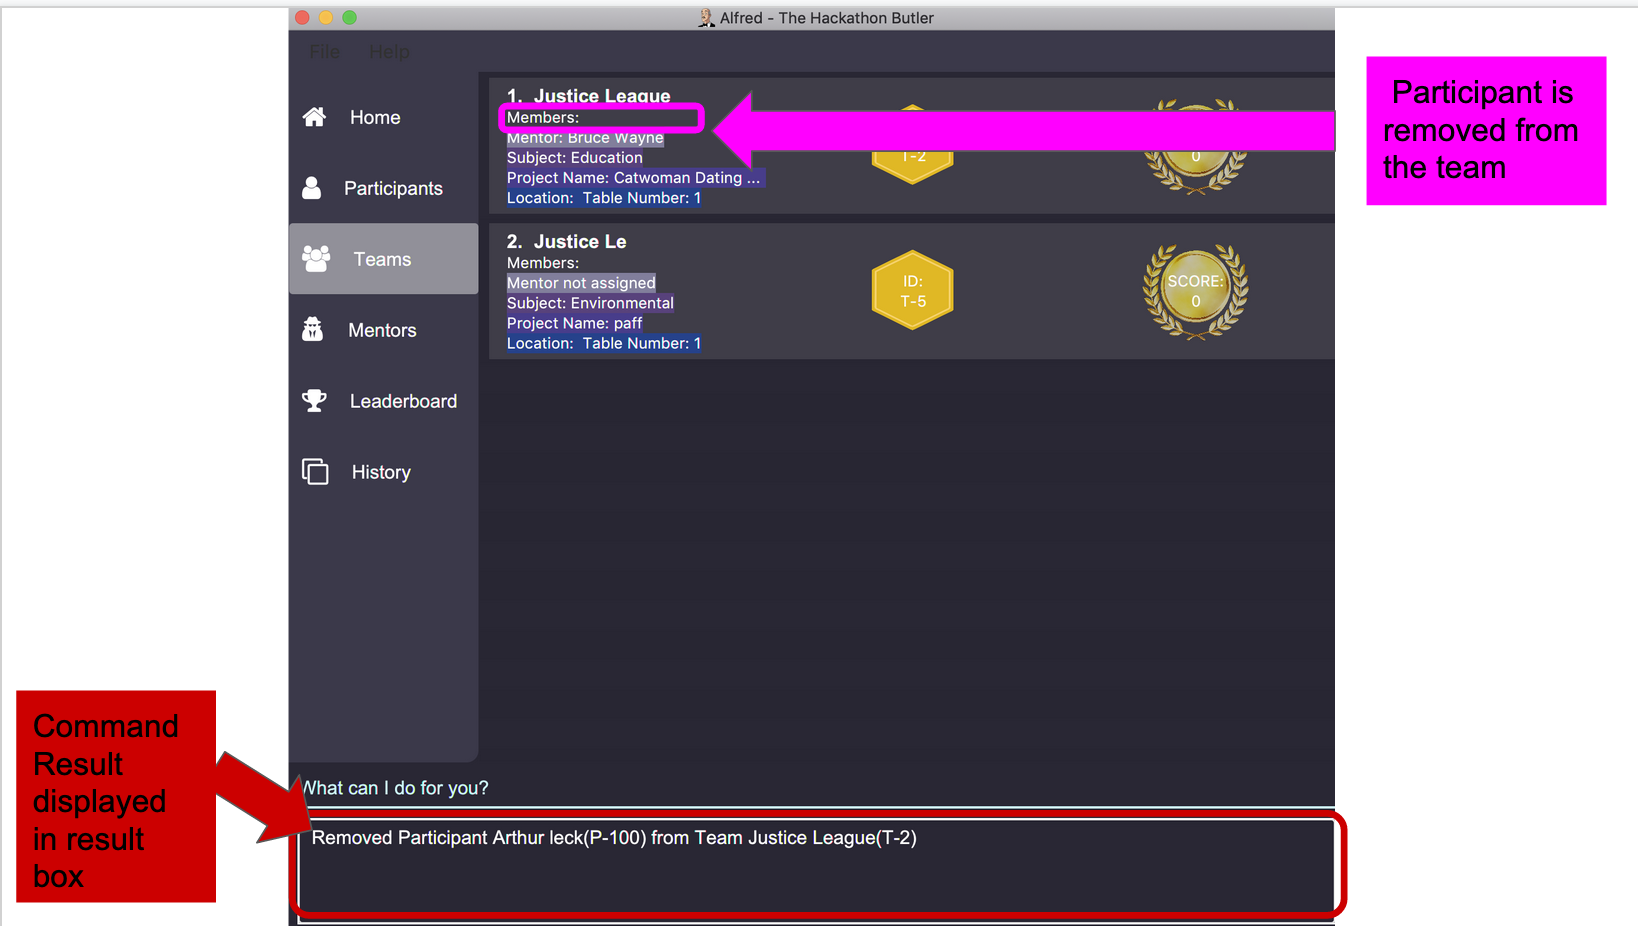 Alfred - The Hackathon Butler
File Help
Home
Participants
Teams
Mentors
Leaderboard
History
1. Justice League
Members:
Mentor: Bruce Wayne
Subject: Education
Project Name: Catwoman Dating ...
Location: Table Number: 1
T-2
0
2. Justice Le
Members:
Mentor not assigned
Subject: Environmental
Project Name: paff
Location: Table Number: 1
ID:
T-5
SCORE:
0
Participant is
removed from
the team
Command
Result
displayed
in result
box
What can I do for you?
Removed Participant Arthur leck(P-100) from Team Justice League(T-2)